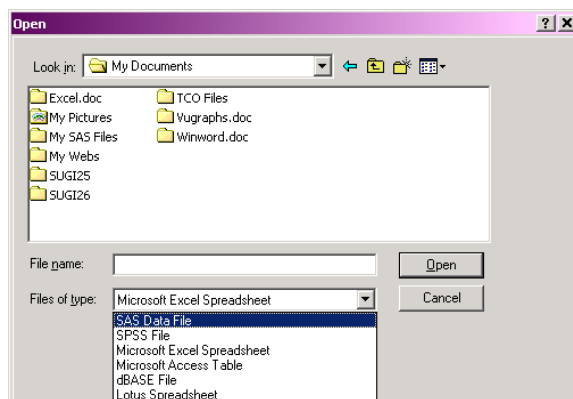 Open
Look in: My Documents
Excel.doc TCO Files
My Pictures Vugraphs.doc
My SAS Files Winword.doc
My Webs
SUGI25
SUGI26
File name: Open
Files of type: Microsoft Excel Spreadsheet Cancel
SAS Data File
SPSS File
Microsoft Excel Spreadsheet
Microsoft Access Table
dBASE File
Lotus Spreadsheet